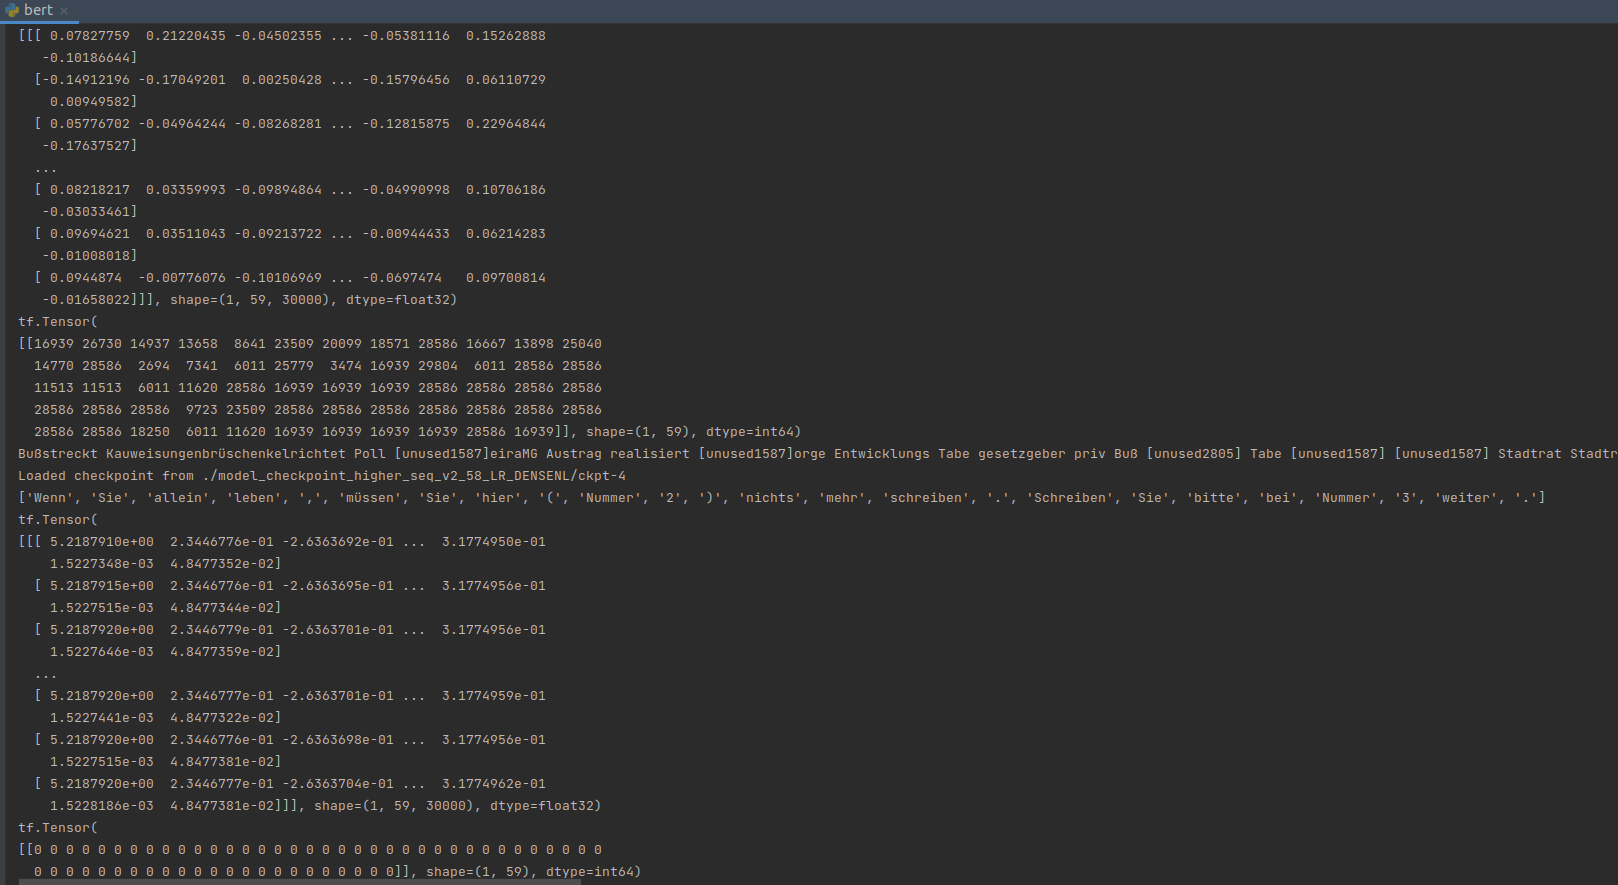 bert ×
[[[ 0.07827759  0.21220435 -0.04502355 ... -0.05381116  0.15262888
   -0.10186644]
  [-0.14912196 -0.17049201  0.00250428 ... -0.15796456  0.06110729
    0.00949582]
  [ 0.05776702 -0.04964244 -0.08268281 ... -0.12815875  0.22964844
   -0.17637527]
  ...
  [ 0.08218217  0.03359993 -0.09894864 ... -0.04990998  0.10706186
   -0.03033461]
  [ 0.09694621  0.03511043 -0.09213722 ... -0.00944433  0.06214283
   -0.01008018]
  [ 0.0944874  -0.00776076 -0.10106969 ... -0.0697474   0.09700814
   -0.01658022]]], shape=(1, 59, 30000), dtype=float32)
tf.Tensor(
[[16939 26730 14937 13658  8641 23509 20099 18571 28586 16667 13898 25040
  14770 28586  2694  7341  6011 25779  3474 16939 29804  6011 28586 28586
  11513 11513  6011 11620 28586 16939 16939 16939 28586 28586 28586 28586
  28586 28586 28586  9723 23509 28586 28586 28586 28586 28586 28586 28586
  28586 28586 18250  6011 11620 16939 16939 16939 16939 28586 16939]], shape=(1, 59), dtype=int64)
Bußstreckt Kauweisungenbrüschenkelrichtet Poll [unused1587]eiraMG Austrag realisiert [unused1587]orge Entwicklungs Tabe gesetzgeber priv Buß [unused2805] Tabe [unused1587] [unused1587] Stadtrat Stadtr
Loaded checkpoint from ./model_checkpoint_higher_seq_v2_58_LR_DENSENL/ckpt-4
['Wenn', 'Sie', 'allein', 'leben', ',', 'müssen', 'Sie', 'hier', '(', 'Nummer', '2', ')', 'nichts', 'mehr', 'schreiben', '.', 'Schreiben', 'Sie', 'bitte', 'bei', 'Nummer', '3', 'weiter', '.']
tf.Tensor(
[[[ 5.2187910e+00  2.3446776e-01 -2.6363692e-01 ...  3.1774950e-01
    1.5227348e-03  4.8477352e-02]
  [ 5.2187915e+00  2.3446776e-01 -2.6363695e-01 ...  3.1774956e-01
    1.5227515e-03  4.8477344e-02]
  [ 5.2187920e+00  2.3446779e-01 -2.6363701e-01 ...  3.1774956e-01
    1.5227646e-03  4.8477359e-02]
  ...
  [ 5.2187920e+00  2.3446777e-01 -2.6363701e-01 ...  3.1774959e-01
    1.5227441e-03  4.8477322e-02]
  [ 5.2187920e+00  2.3446776e-01 -2.6363698e-01 ...  3.1774956e-01
    1.5227515e-03  4.8477381e-02]
  [ 5.2187920e+00  2.3446777e-01 -2.6363704e-01 ...  3.1774962e-01
    1.5228186e-03  4.8477381e-02]]], shape=(1, 59, 30000), dtype=float32)
tf.Tensor(
[[0 0 0 0 0 0 0 0 0 0 0 0 0 0 0 0 0 0 0 0 0 0 0 0 0 0 0 0 0 0 0 0 0 0 0 0
  0 0 0 0 0 0 0 0 0 0 0 0 0 0 0 0 0 0 0 0 0 0 0]], shape=(1, 59), dtype=int64)